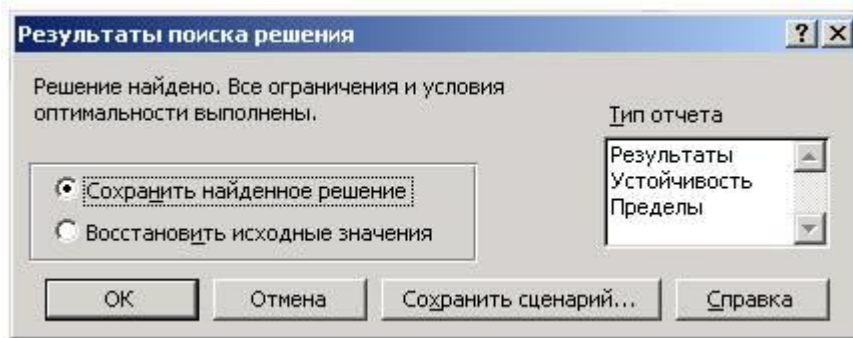 Результаты поиска решения
Решение найдено. Все ограничения и условия
оптимальности выполнены.
Тип отчета
Результаты
Устойчивость
Пределы
Сохранить найденное решение
Восстановить исходные значения
ОК
Отмена
Сохранить сценарий...
Справка